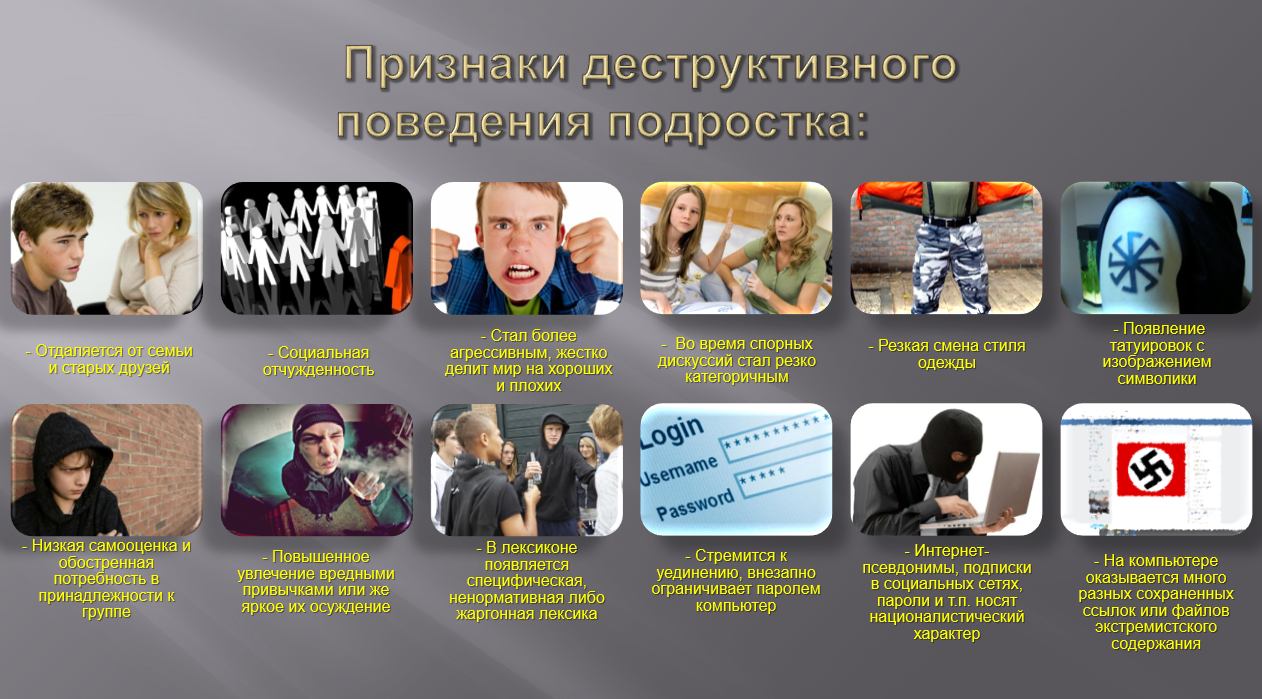 Признаки деструктивного
поведения подростка:
- Отдаляется от семьи
и старых друзей
- Социальная
отчужденность
- Стал более
агрессивным, жестко
делит мир на хороших
и плохих
- Во время спорных
дискуссий стал резко
категоричным
- Резкая смена стиля
одежды
- Появление
татуировок с
изображением
символики
Login
Username
Password
- Низкая самооценка и
обостренная
потребность в
принадлежности к
группе
- Повышенное
увлечение вредными
привычками или же
яркое их осуждение
- В лексиконе
появляется
специфическая,
ненормативная либо
жаргонная лексика
- Стремится к
уединению, внезапно
ограничивает паролем
компьютер
- Интернет-
псевдонимы, подписки
в социальных сетях,
пароли и т.п. носят
националистический
характер
- На компьютере
оказывается много
разных сохраненных
ссылок или файлов
экстремистского
содержания